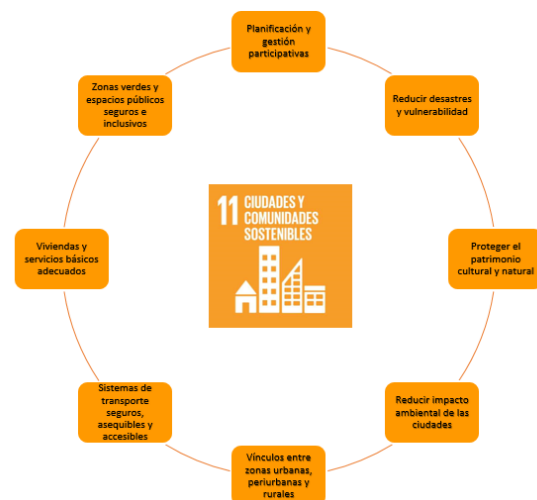 Planificación y
gestión
participativas
Reducir desastres
y vulnerabilidad
Proteger el
patrimonio
cultural y natural
Reducir impacto
ambiental de las
ciudades
Vínculos entre
zonas urbanas,
periurbanas y
rurales
Sistemas de
transporte
seguros,
asequibles y
accesibles
Viviendas y
servicios básicos
adecuados
Zonas verdes y
espacios públicos
seguros e
inclusivos
11 CIUDADES Y
COMUNIDADES
SOSTENIBLES